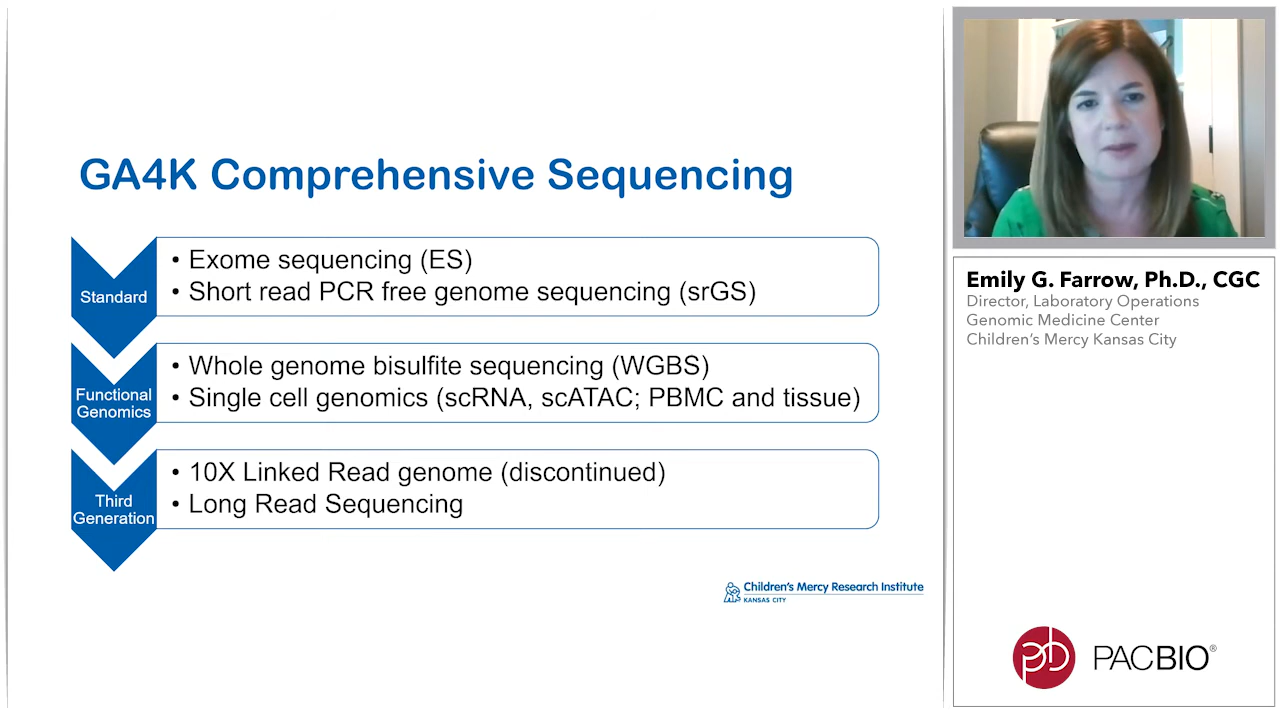 GA4K Comprehensive Sequencing
Standard
• Exome sequencing (ES)
• Short read PCR free genome sequencing (srGS)
Functional
Genomics
• Whole genome bisulfite sequencing (WGBS)
• Single cell genomics (scRNA, scATAC; PBMC and tissue)
Third
Generation
• 10X Linked Read genome (discontinued)
• Long Read Sequencing
Children's Mercy Research Institute
KANSAS CITY
Emily G. Farrow, Ph.D., CGC
Director, Laboratory Operations
Genomic Medicine Center
Children's Mercy Kansas City
pb PACBIO®